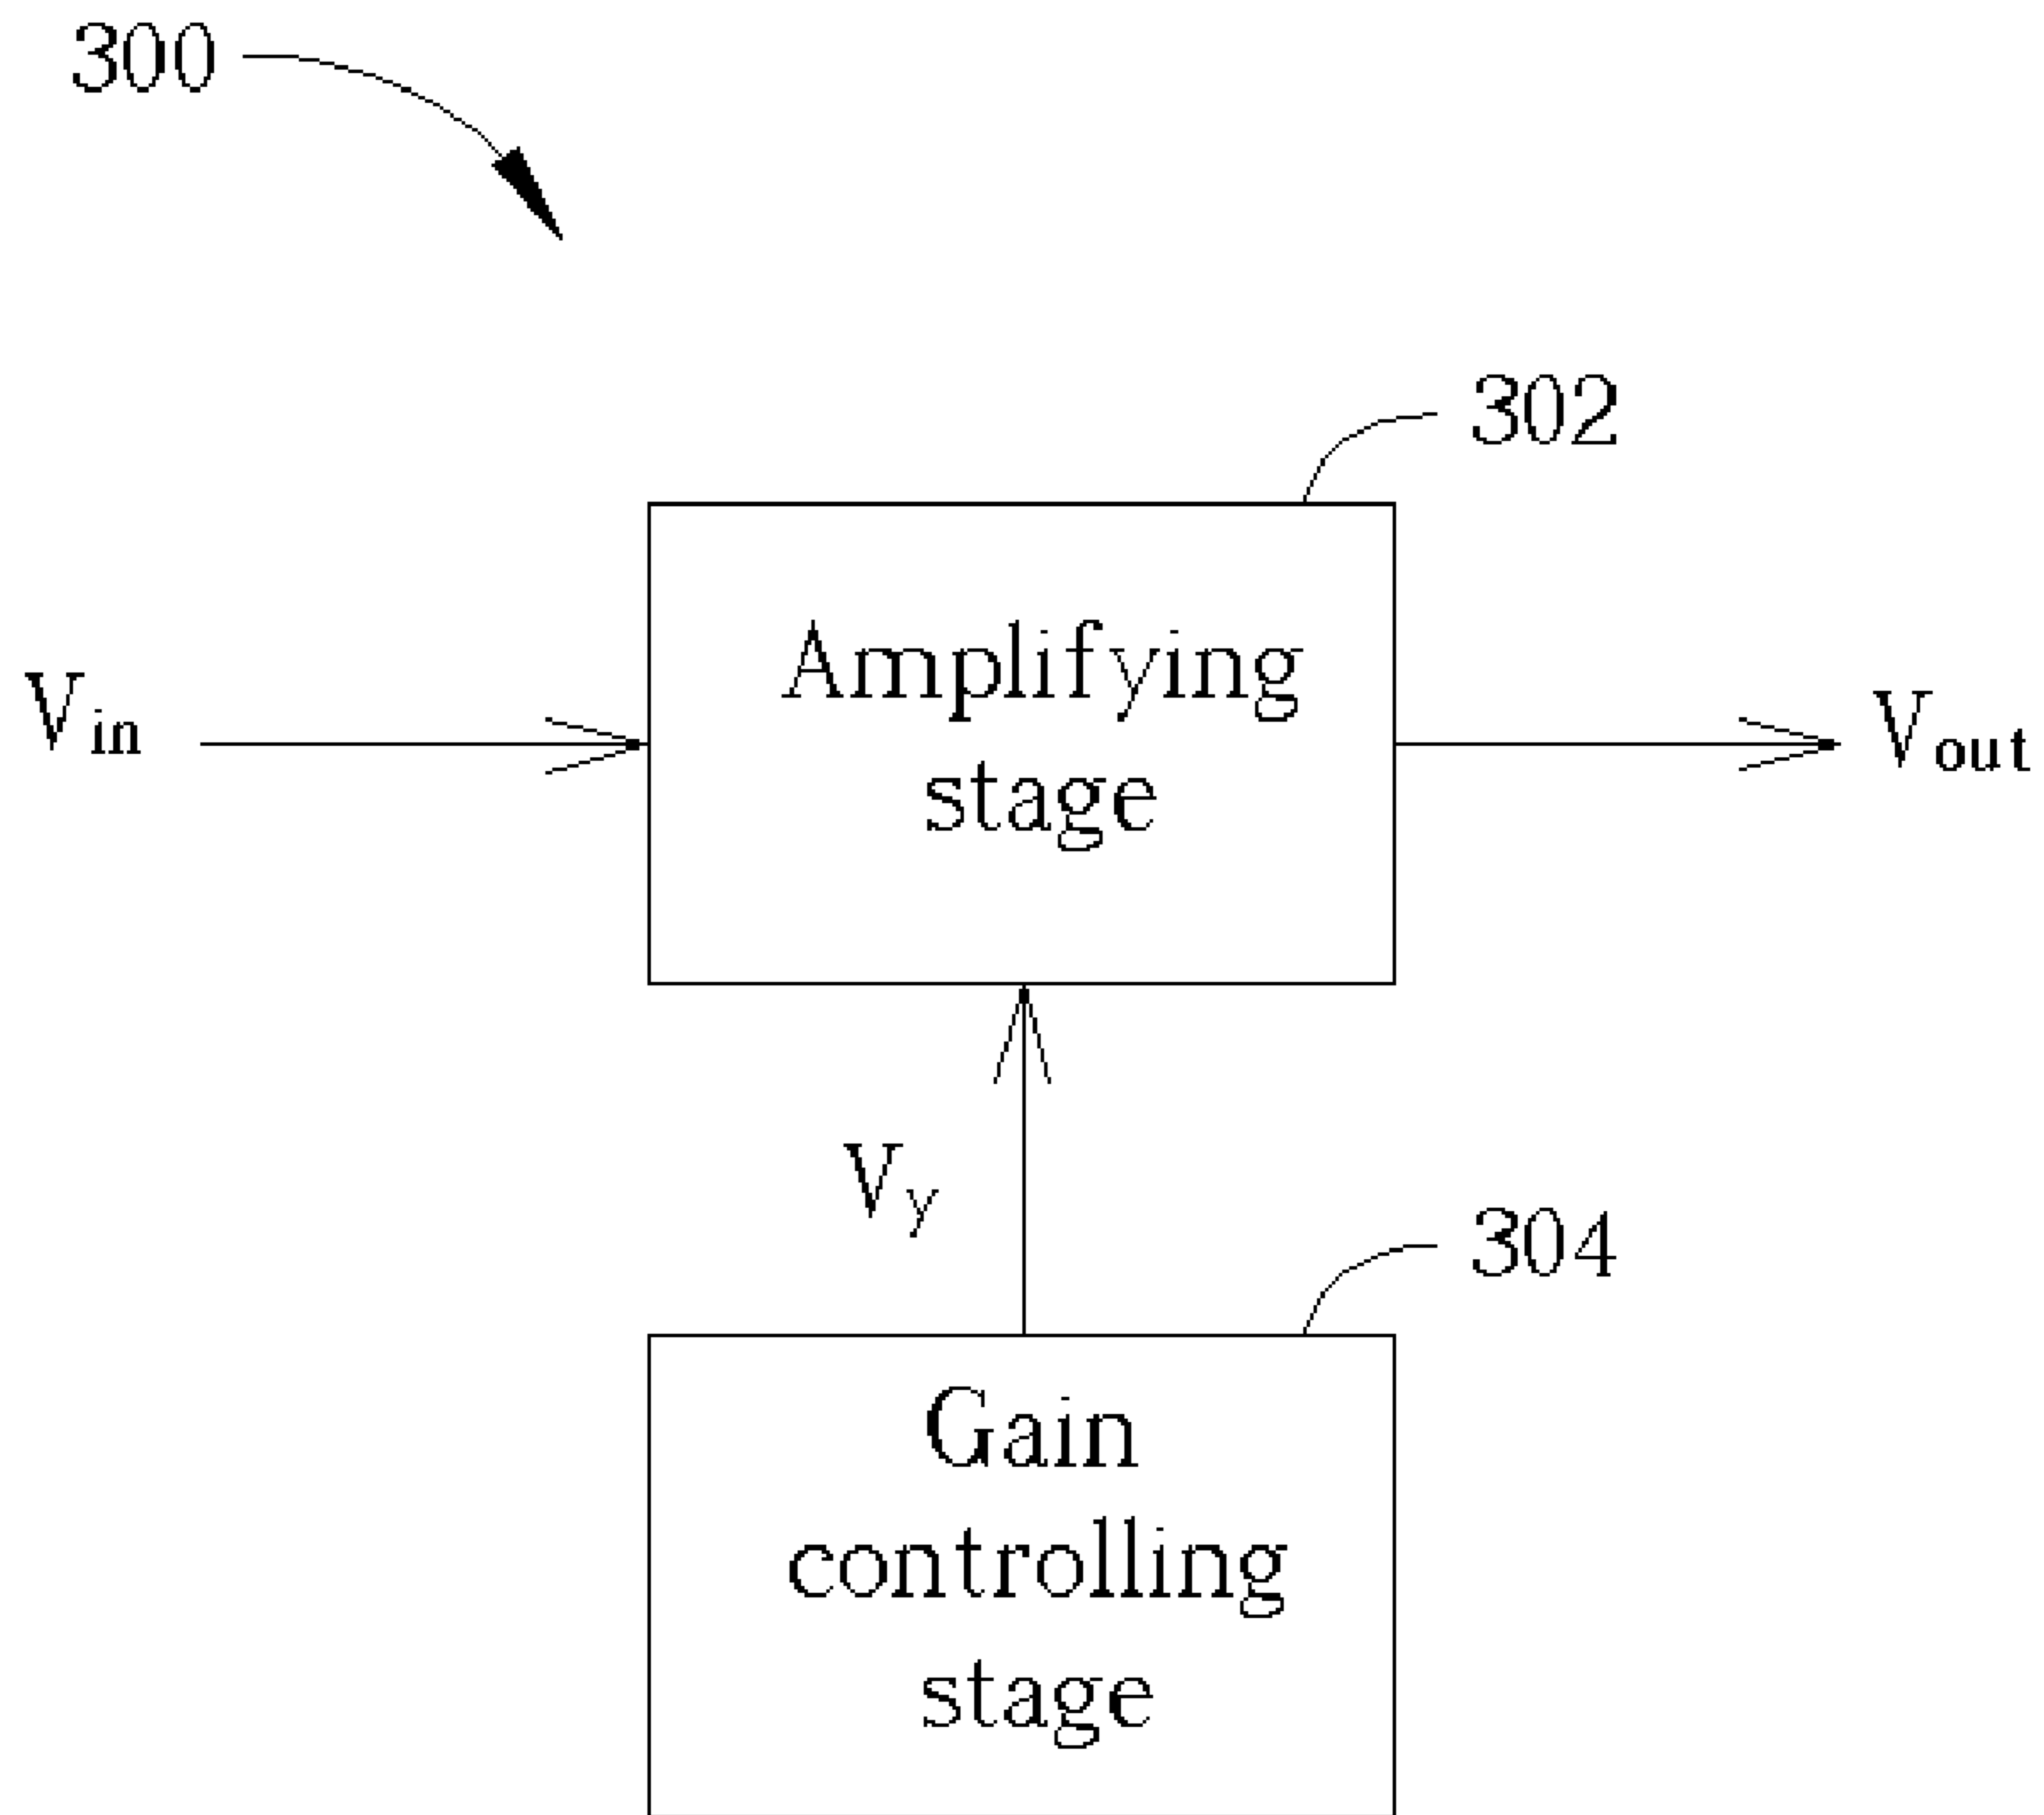 300
302
Amplifying
stage
Vin
Vout
Vy
304
Gain
controlling
stage